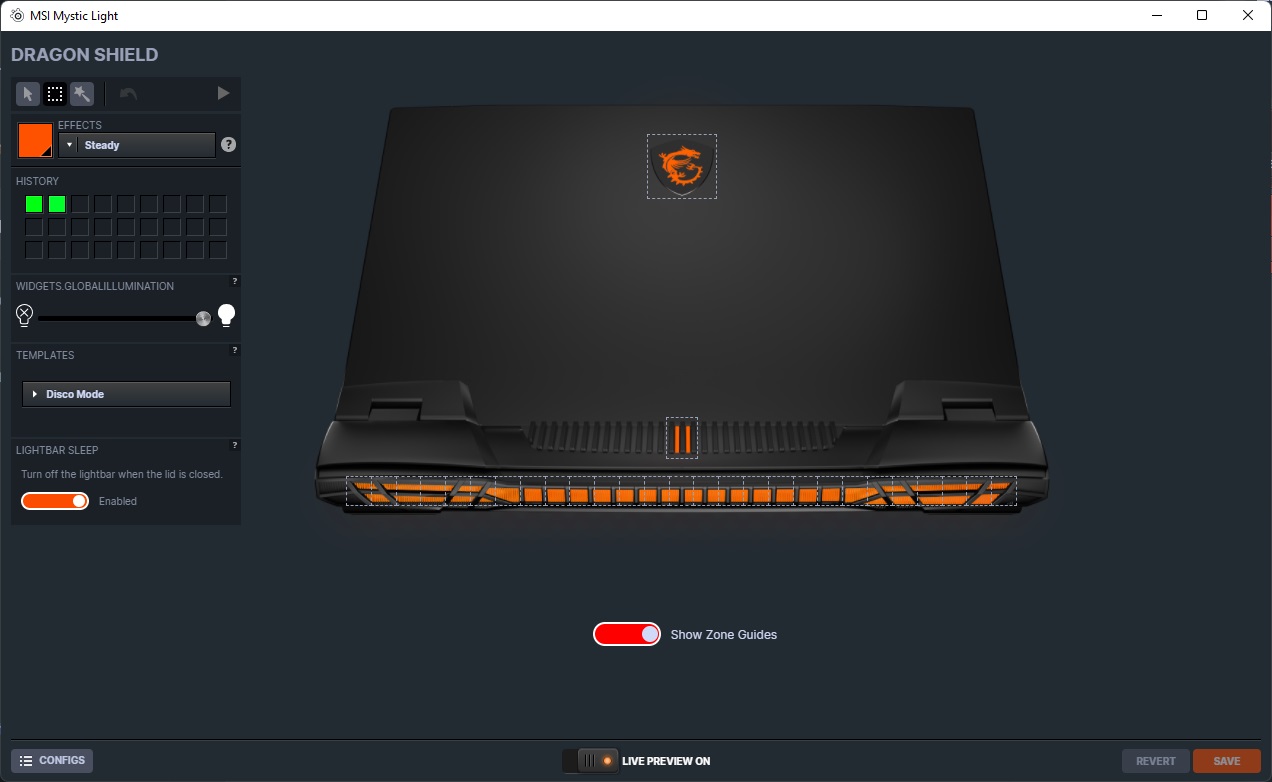 MSI Mystic Light
DRAGON SHIELD
EFFECTS
Steady
?
HISTORY
WIDGETS.GLOBALILLUMINATION
?
TEMPLATES
?
Disco Mode
LIGHTBAR SLEEP
?
Turn off the lightbar when the lid is closed.
Enabled
Show Zone Guides
CONFIGS
LIVE PREVIEW ON
REVERT
SAVE